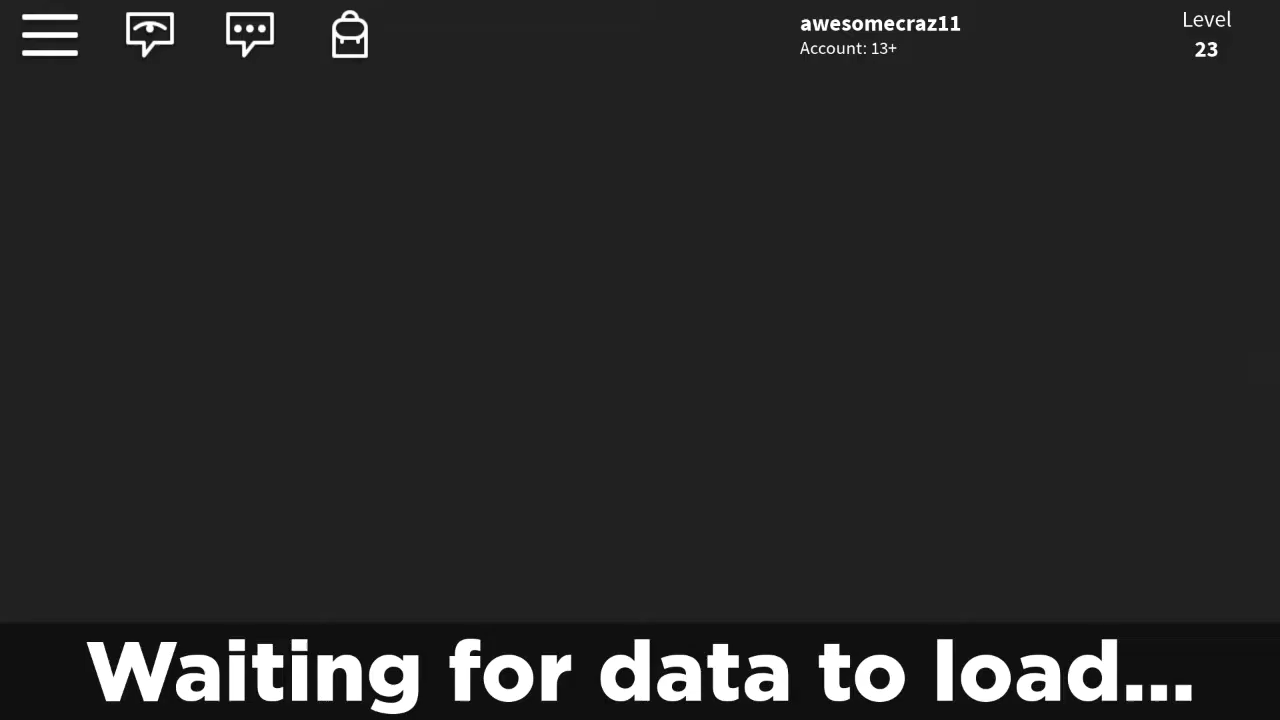 awesomecraz11
Account: 13+
Level
23
Waiting for data to load...